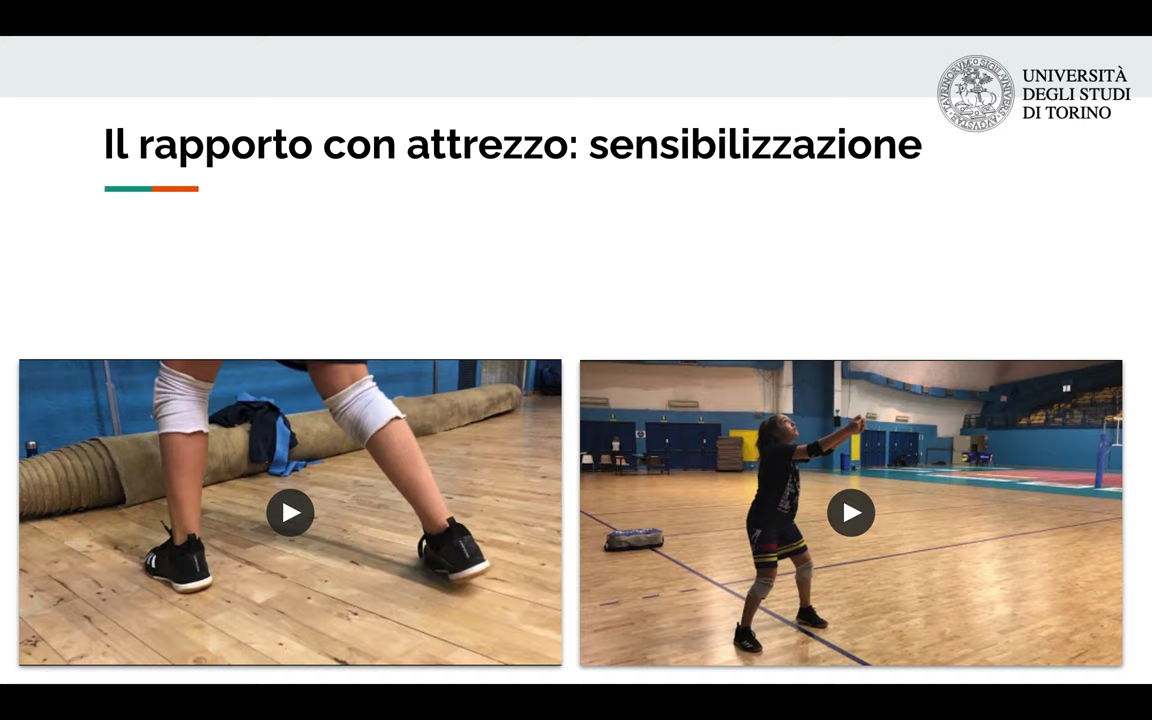 UNIVERSITÀ
DEGLI STUDI
DI TORINO
Il rapporto con attrezzo: sensibilizzazione